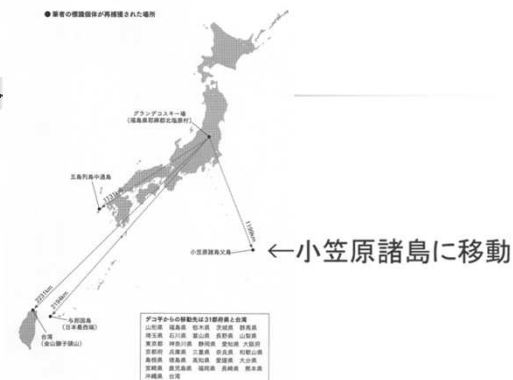 ●筆者の標識個体が再捕獲された場所
グランデコスキー場
(福島県耶麻郡北塩原村)
五島列島中通島
1131km
1198km
小笠原諸島父島
←小笠原諸島に移動
2231km
2194km
与那国島
(日本最西端)
台湾
(金山獅子頭山)
デコ平からの移動先は31都府県と台湾
山形県 福島県 栃木県 茨城県 群馬県
埼玉県 石川県 富山県 長野県 山梨県
東京都 神奈川県 静岡県 愛知県 大阪府
京都府 兵庫県 三重県 奈良県 和歌山県
島根県 徳島県 高知県 愛媛県 大分県
宮崎県 鹿児島県 福岡県 長崎県 熊本県
沖縄県 台湾